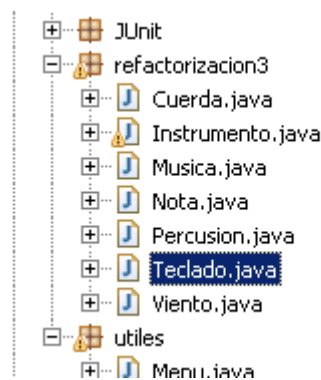 JUnit
refactorizacion3
Cuerda.java
Instrumento.java
Musica.java
Nota.java
Percusion.java
Teclado.java
Viento.java
utiles
Menu.java